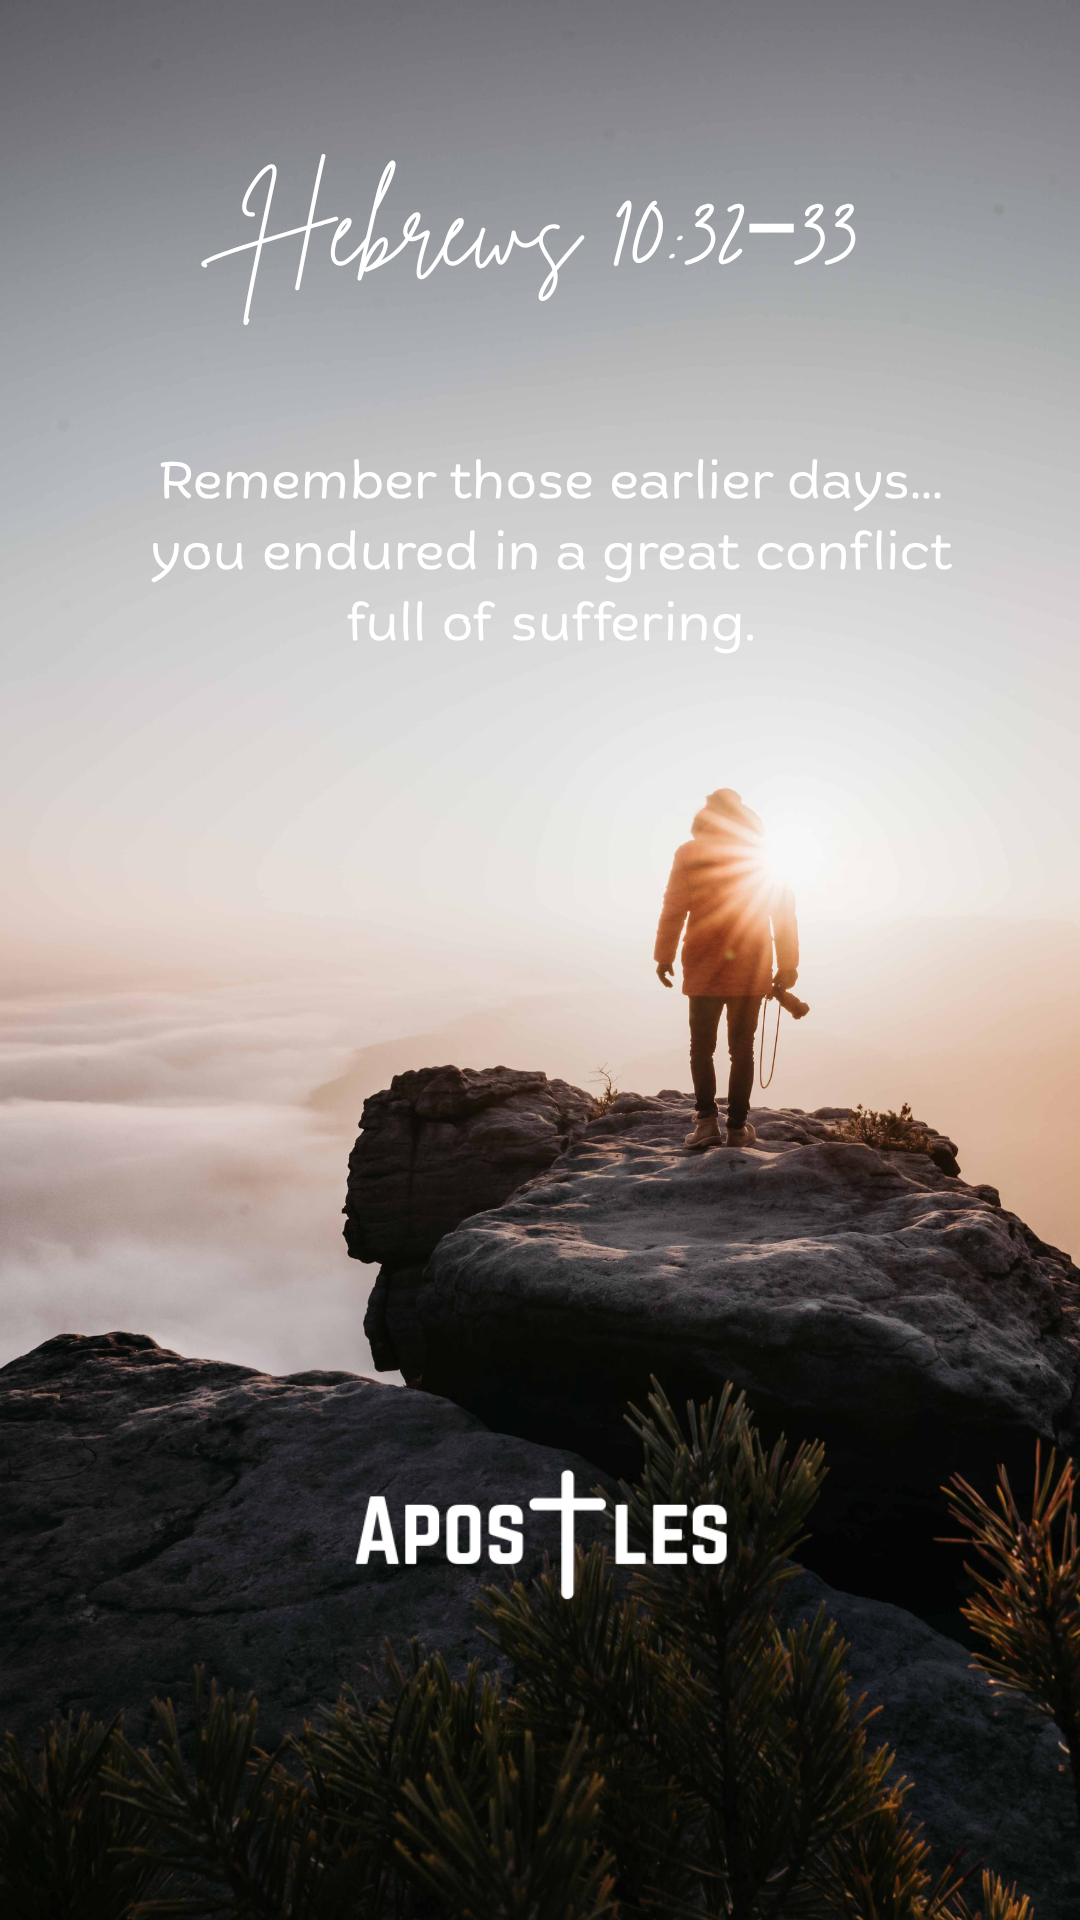 Hebrews 10:32–33
Remember those earlier days...
you endured in a great conflict
full of suffering.
APOSTLES